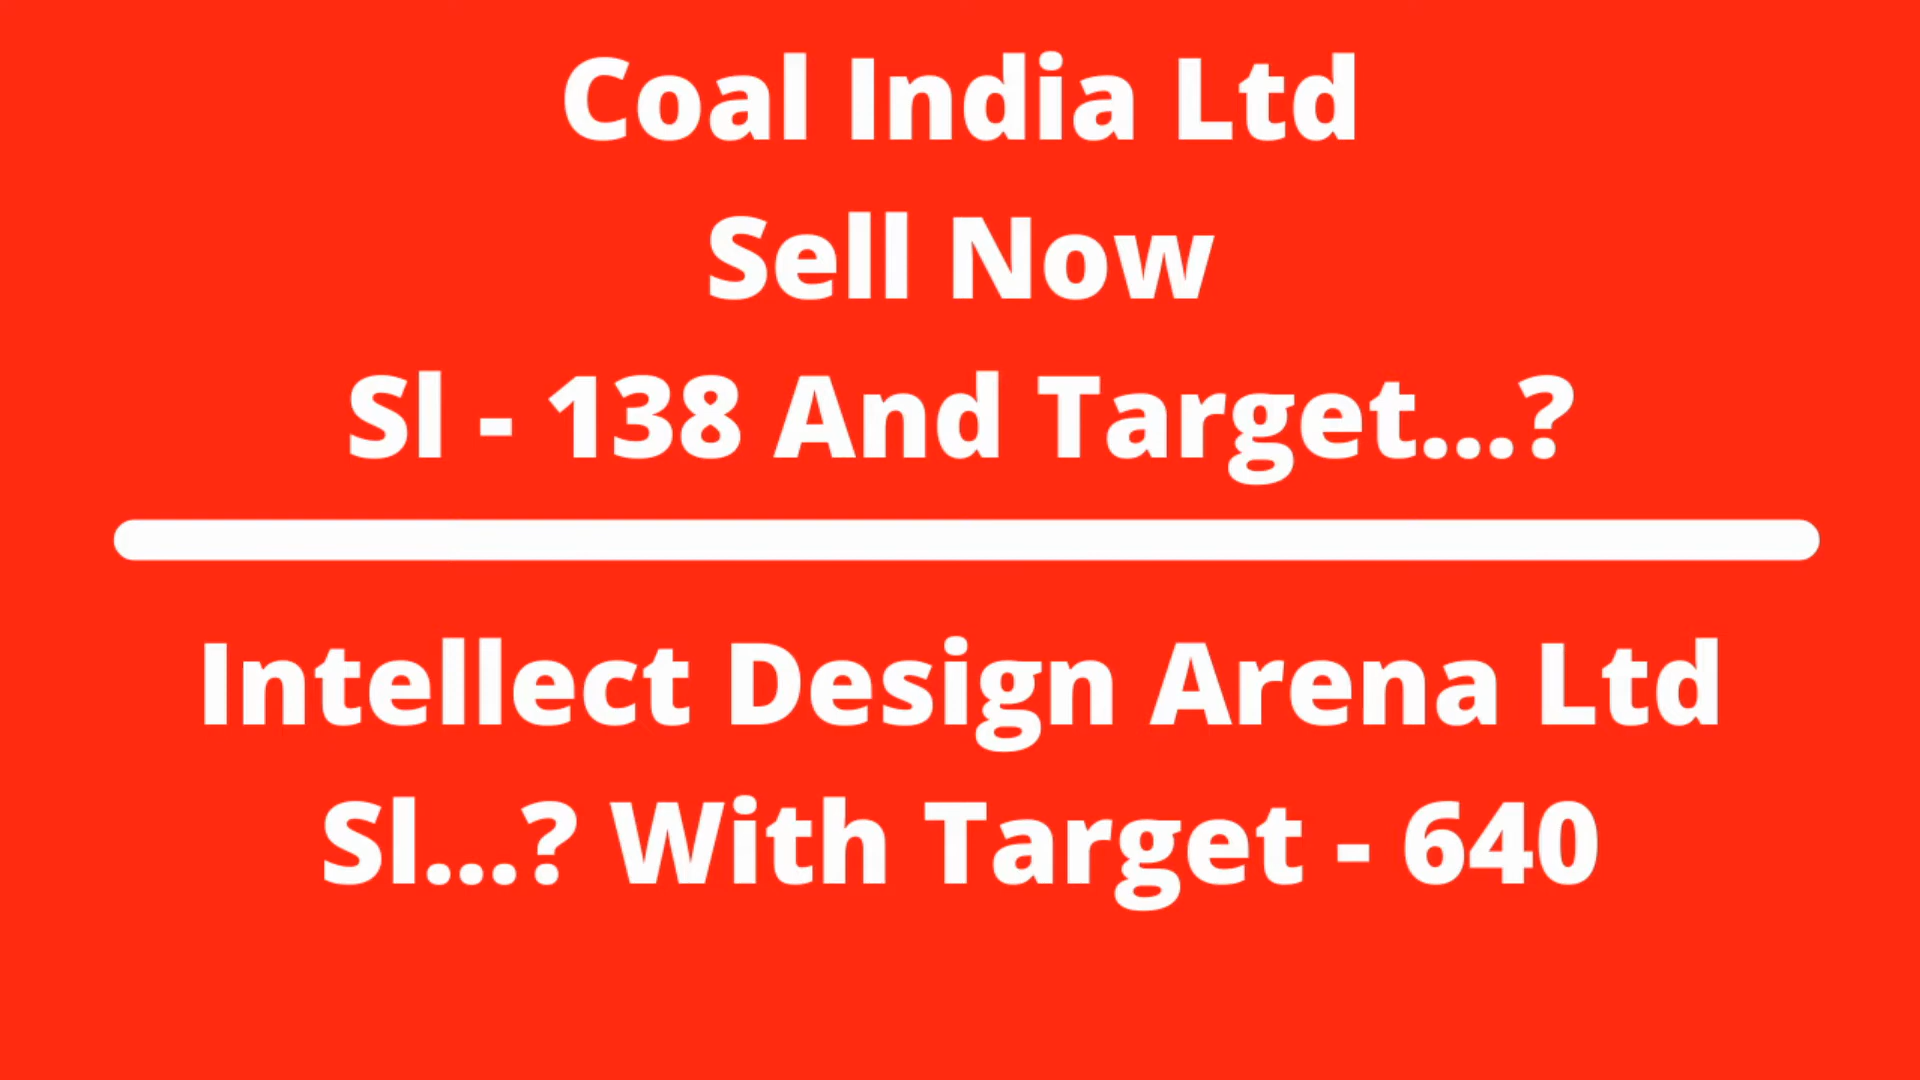 Coal India Ltd
Sell Now
Sl - 138 And Target...?
Intellect Design Arena Ltd
Sl...? With Target - 640